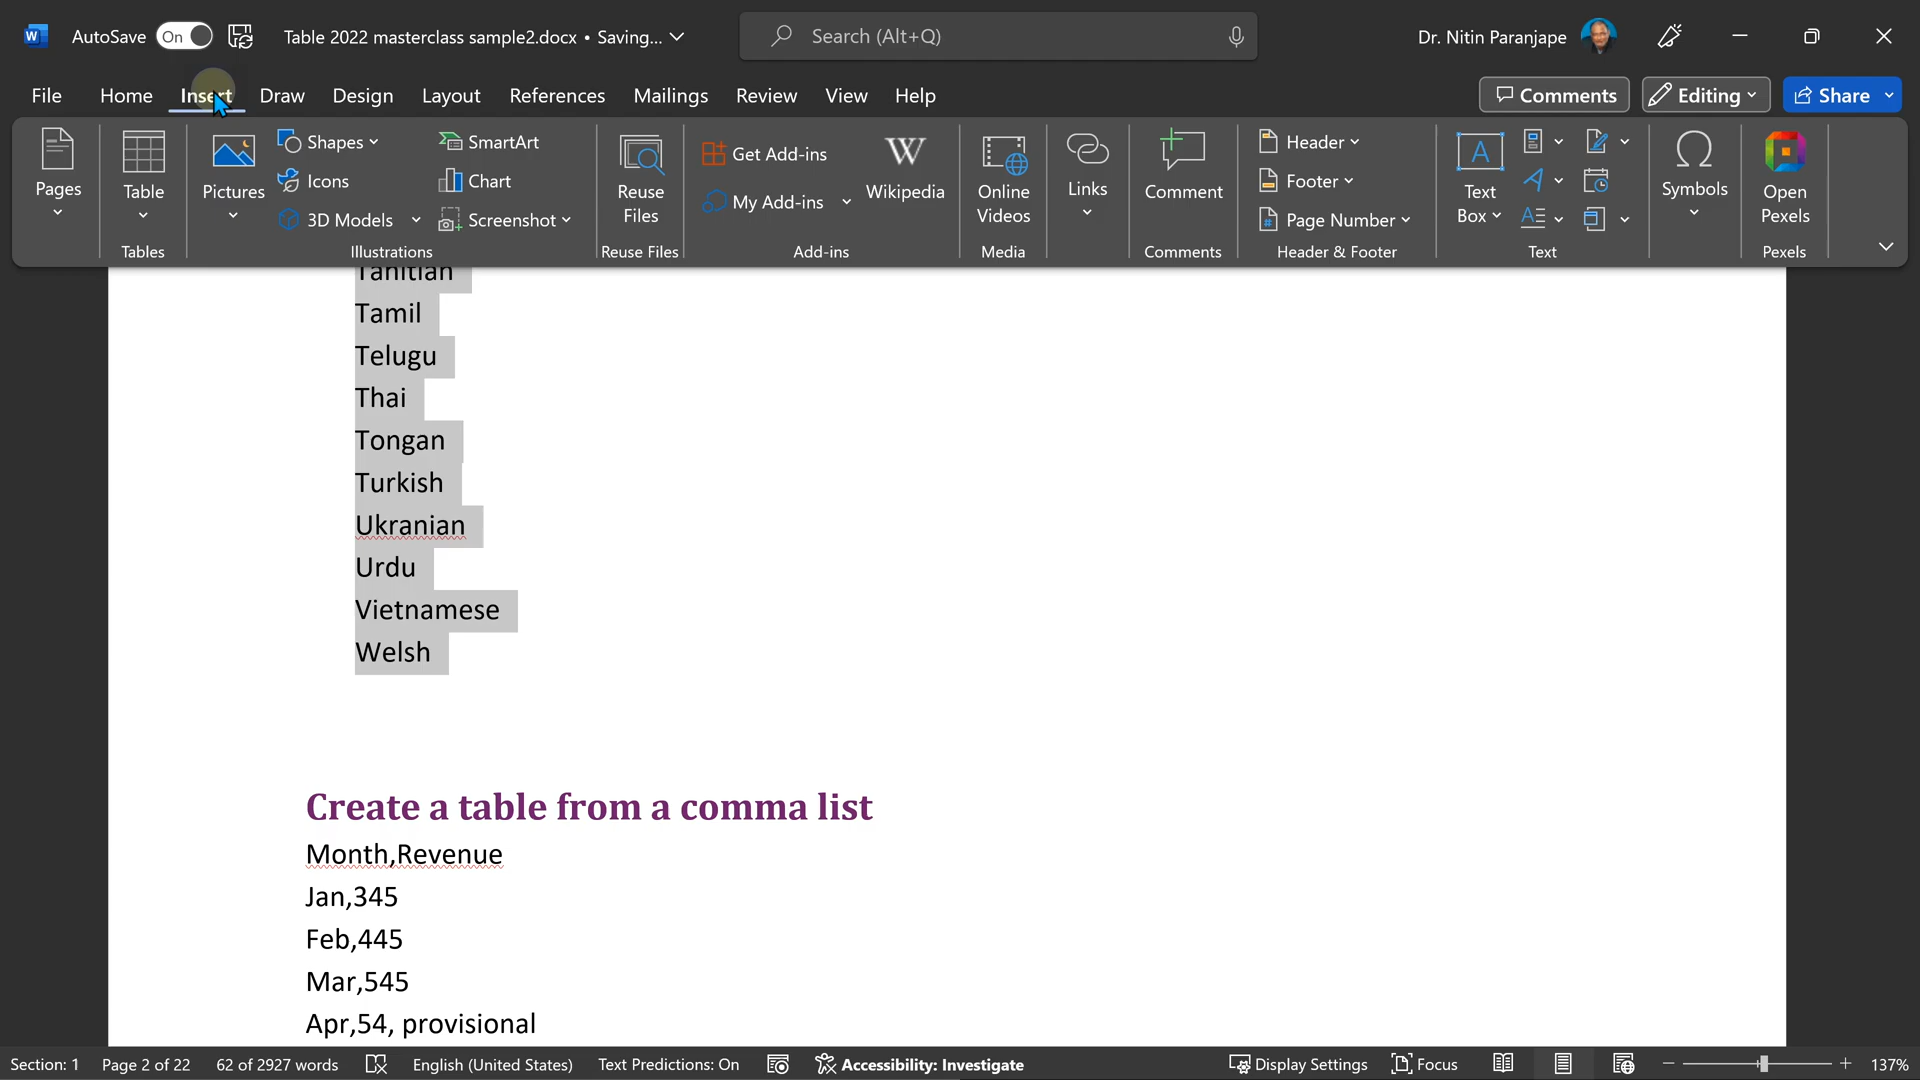 AutoSave On Table 2022 masterclass sample2.docx • Saving... Search (Alt+Q) Dr. Nitin Paranjape
File Home Insert Draw Design Layout References Mailings Review View Help Comments Editing Share
Pages
Table
Tables
Pictures
Shapes
Icons
3D Models
SmartArt
Chart
Screenshot
Illustrations
Reuse
Files
Reuse Files
Get Add-ins
My Add-ins
Wikipedia
Add-ins
Online
Videos
Media
Links
Comment
Comments
Header
Footer
Page Number
Header & Footer
Text
Box
Text
Symbols
Open
Pexels
Pexels
Tahitian
Tamil
Telugu
Thai
Tongan
Turkish
Ukranian
Urdu
Vietnamese
Welsh
Create a table from a comma list
Month,Revenue
Jan,345
Feb,445
Mar,545
Apr,54, provisional
Section: 1 Page 2 of 22 62 of 2927 words English (United States) Text Predictions: On Accessibility: Investigate Display Settings Focus 137%